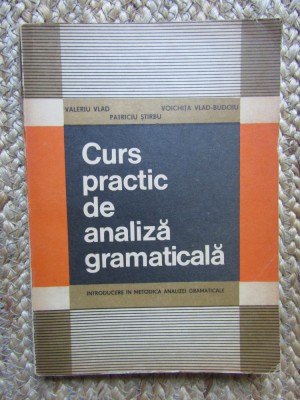 VALERIU VLAD VOICHIȚA VLAD-BUDOIU
PATRICIU ȘTIRBU
Curs
practic
de
analiză
gramaticală
INTRODUCERE ÎN METODICA ANALIZEI GRAMATICALE